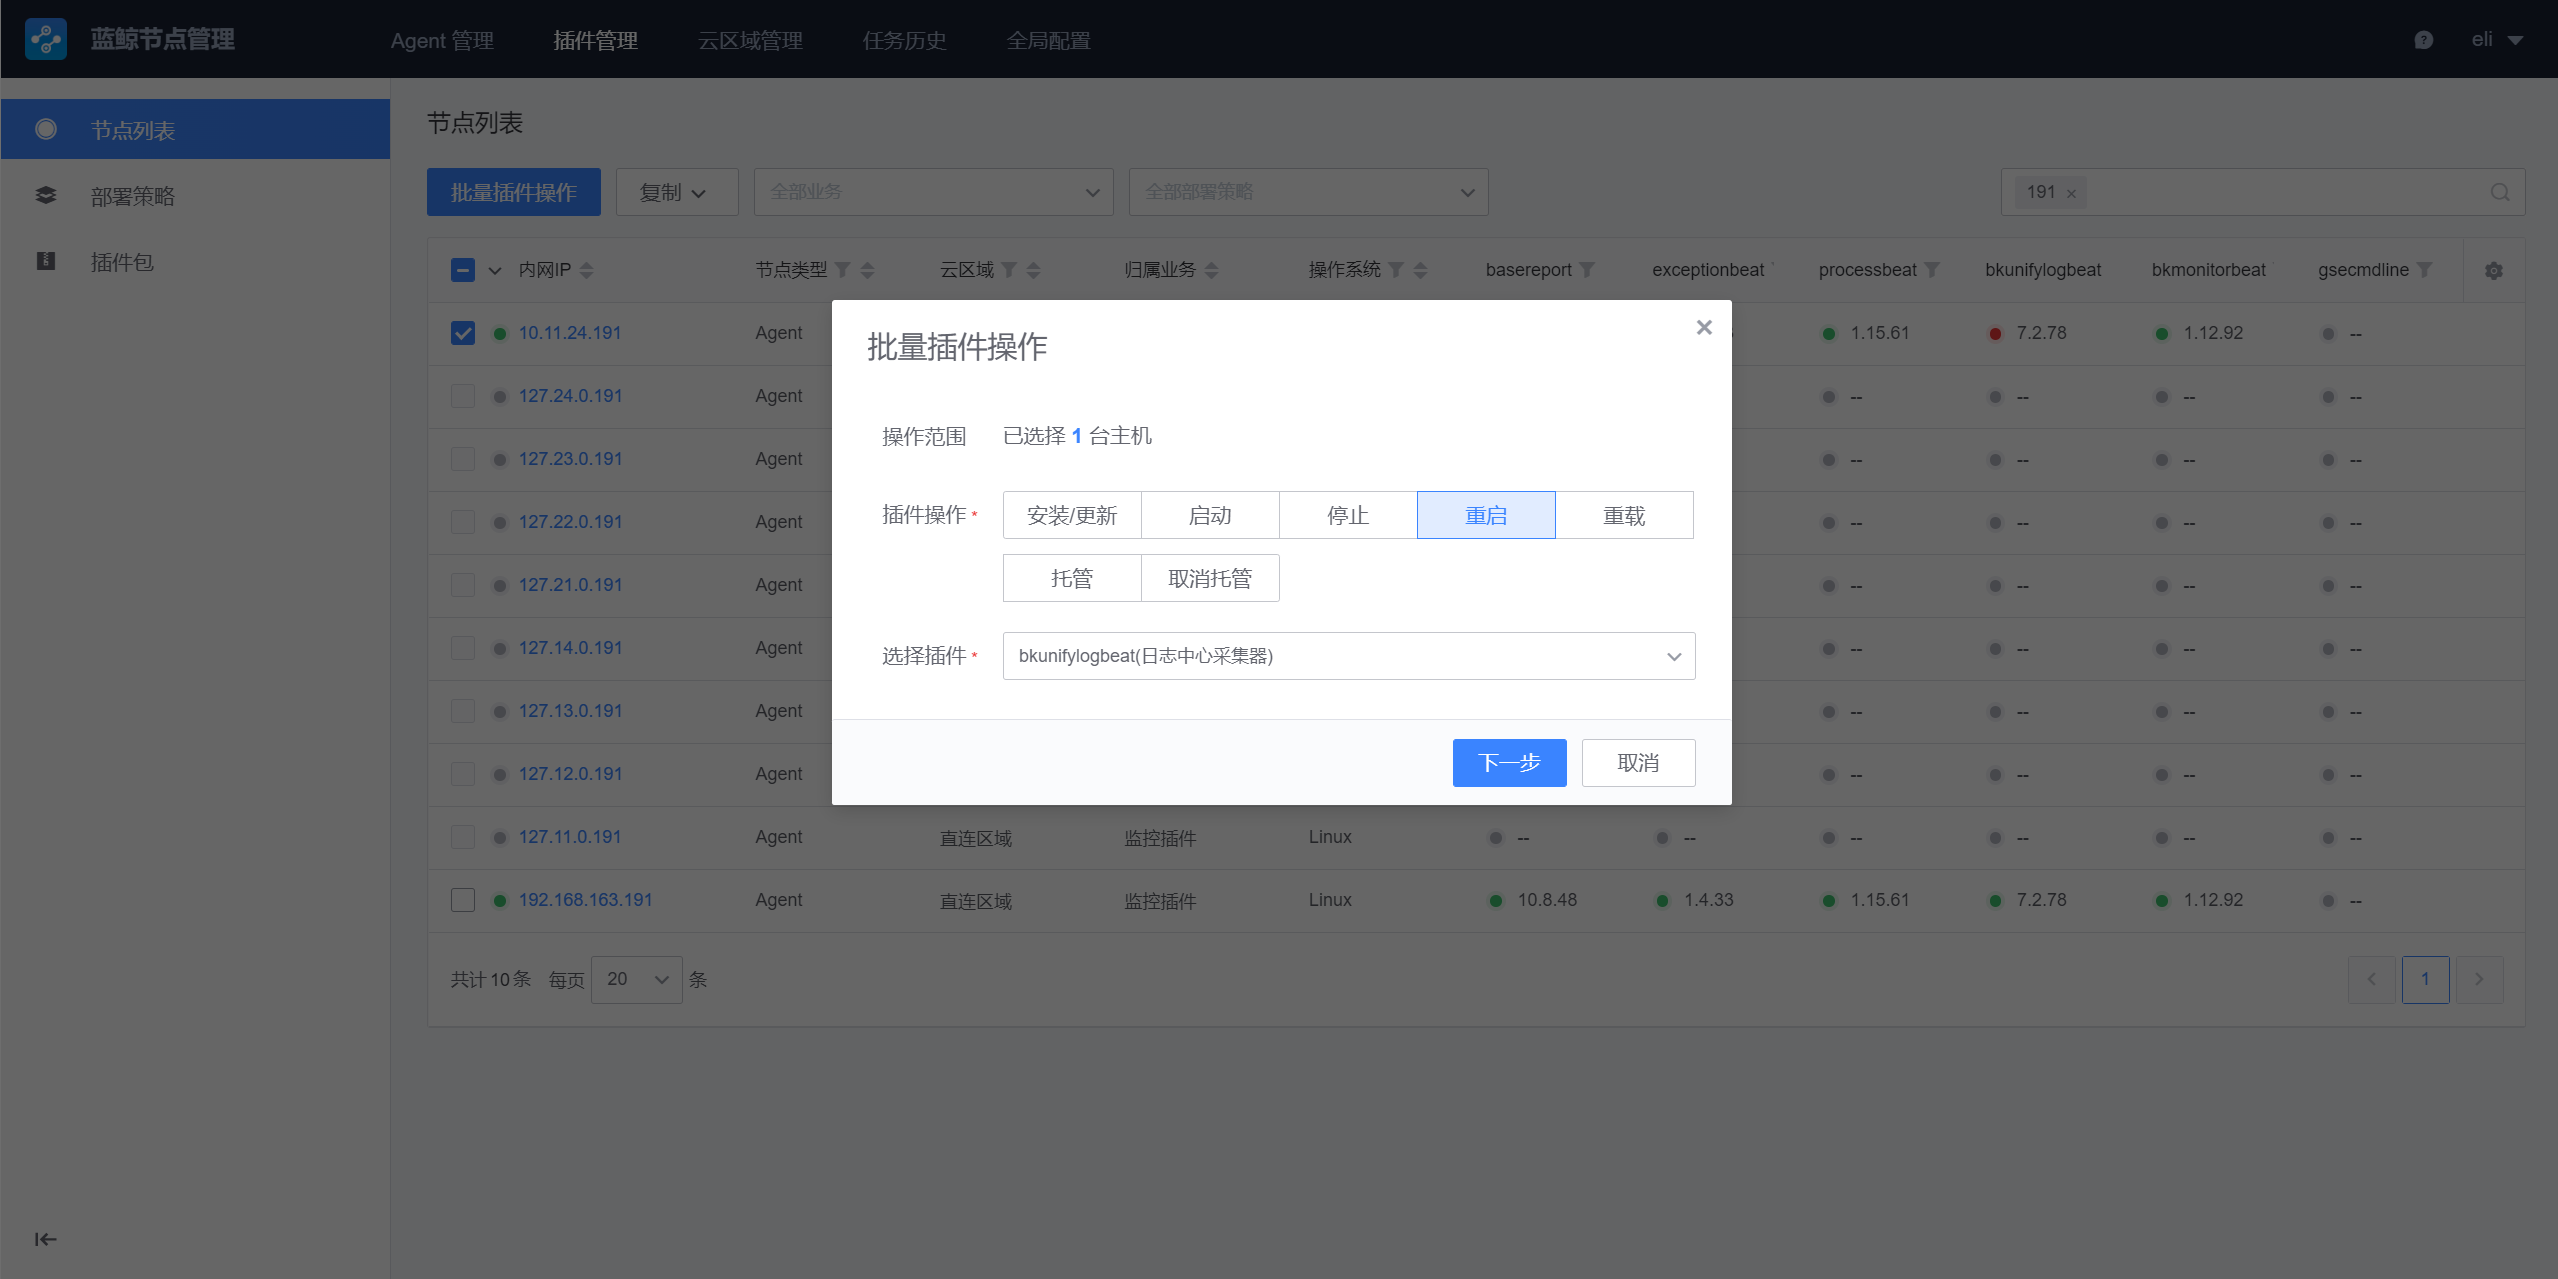 蓝鲸节点管理 Agent 管理 插件管理 云区域管理 任务历史 全局配置 eli
节点列表
部署策略
插件包
节点列表
批量插件操作 复制 全部业务 全部部署策略 191 ×
内网IP 节点类型 云区域 归属业务 操作系统 basereport exceptionbeat processbeat bkunifylogbeat bkmonitorbeat gsecmdline
10.11.24.191 Agent 1.15.61 7.2.78 1.12.92 --
127.24.0.191 Agent -- -- -- --
127.23.0.191 Agent -- -- -- --
127.22.0.191 Agent -- -- -- --
127.21.0.191 Agent -- -- -- --
127.14.0.191 Agent -- -- -- --
127.13.0.191 Agent -- -- -- --
127.12.0.191 Agent -- -- -- --
127.11.0.191 Agent 直连区域 监控插件 Linux -- -- -- -- -- --
192.168.163.191 Agent 直连区域 监控插件 Linux 10.8.48 1.4.33 1.15.61 7.2.78 1.12.92 --
共计 10 条 每页 20 条 1
批量插件操作
操作范围 已选择 1 台主机
插件操作 * 安装/更新 启动 停止 重启 重载
托管 取消托管
选择插件 * bkunifylogbeat(日志中心采集器)
下一步 取消